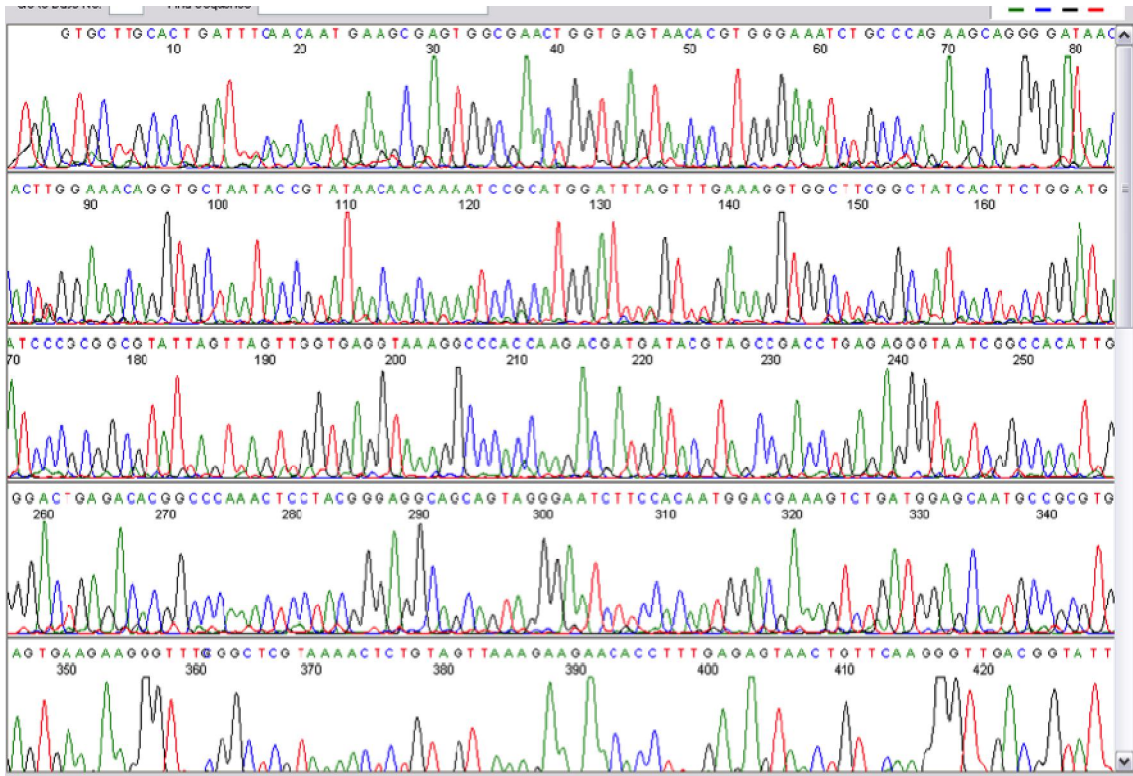 GTGCTTGCACTGATTTCAACAATGAAGCGAGTGGCGAACTGGTGAGTAACACGTGGGAAATCTGCCCAGAAGCAGGGGATAAC
10 20 30 40 50 60 70 80
ACTTGGAAACAGGTGCTAATACCGTATAACAACAAAATCCGCATGGATTTAGTTTGAAAGGTGGCTTCGGCTATCACTTCTGGATG
90 100 110 120 130 140 150 160
ATCCCGCGGCGTATTAGTTAGTTGGTGAGGTAAAGGCCCACCAAGACGATGATACGTAGCCGACCTGAGAGGGTAATCGGCCACATTG
70 180 190 200 210 220 230 240 250
GGACTGAGACACGGCCCAAACTCCTACGGGAGGCAGCAGTAGGGAATCTTCCACAATGGACGAAAGTCTGATGGAGCAATGCCGCGTG
260 270 280 290 300 310 320 330 340
AGTGAAGAAGGGTTTCGGCTCGTAAAACTCTGTAGTTAAAGAAGAACACCTTTGAGAGTAACTGTTCAAGGGTTGACGGTATT
350 360 370 380 390 400 410 420